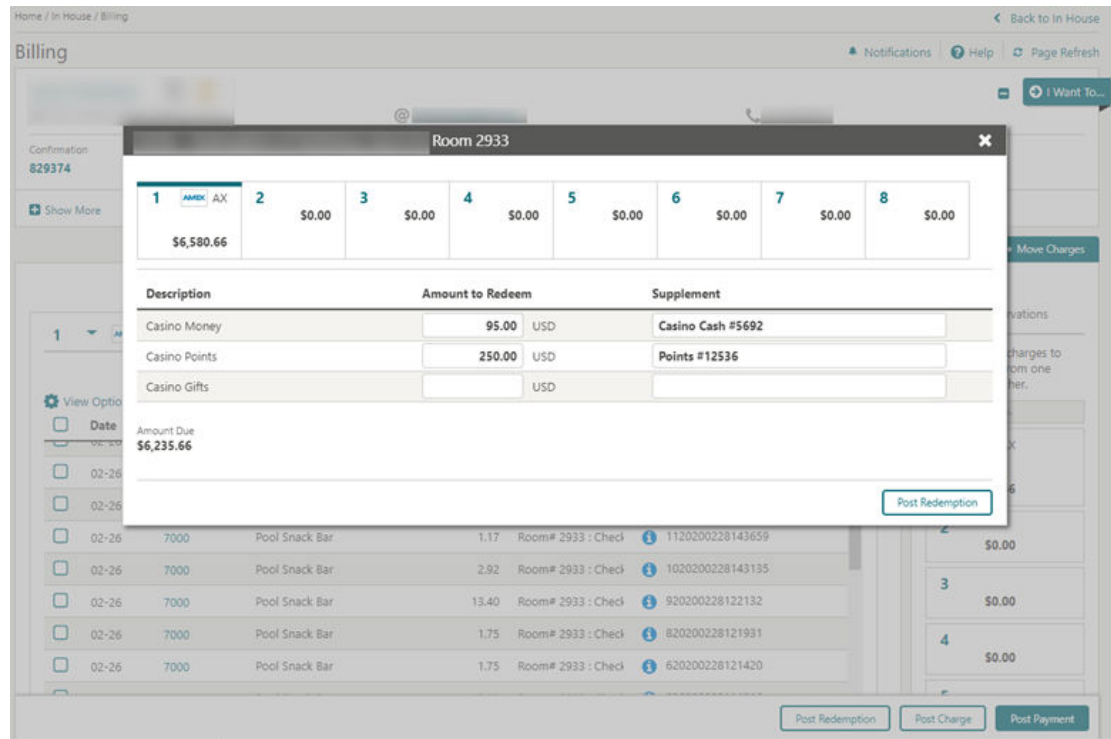 Home / In House / Billing
Back to In House
Billing
Notifications
Help
Page Refresh
I Want To...
@
Room 2933
Confirmation
829374
Show More
1 AMEX AX
$6,580.66
2
$0.00
3
$0.00
4
$0.00
5
$0.00
6
$0.00
7
$0.00
8
$0.00
Move Charges
Description Amount to Redeem Supplement
Casino Money 95.00 USD Casino Cash #5692
Casino Points 250.00 USD Points #12536
Casino Gifts USD
Amount Due
$6,235.66
Post Redemption
1
View Optio
Date
02-26
02-26
charges to
rom one
her.
02-26 7000 Pool Snack Bar 1.17 Room# 2933 : Check 1120200228143659
02-26 7000 Pool Snack Bar 2.92 Room# 2933 : Check 1020200228143135
02-26 7000 Pool Snack Bar 13.40 Room# 2933 : Check 920200228122132
02-26 7000 Pool Snack Bar 1.75 Room# 2933 : Check 820200228121931
02-26 7000 Pool Snack Bar 1.75 Room# 2933 : Check 620200228121420
2
$0.00
3
$0.00
4
$0.00
Post Redemption
Post Charge
Post Payment